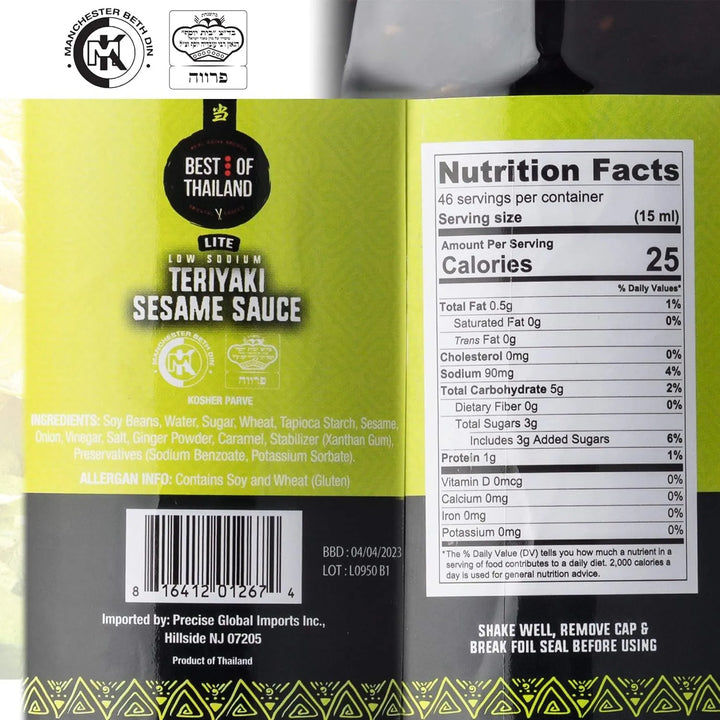 MANCHESTER BETH DIN
MK
בד"צ "בית יוסף"
פרווה
BEST OF
THAILAND
LITE
LOW SODIUM
TERIYAKI
SESAME SAUCE
MANCHESTER BETH DIN
MK
פרווה
KOSHER PARVE
INGREDIENTS: Soy Beans, Water, Sugar, Wheat, Tapioca Starch, Sesame,
Onion, Vinegar, Salt, Ginger Powder, Caramel, Stabilizer (Xanthan Gum),
Preservatives (Sodium Benzoate, Potassium Sorbate).
ALLERGAN INFO: Contains Soy and Wheat (Gluten)
8 16412 01267 4
BBD : 04/04/2023
LOT : L0950 B1
Imported by: Precise Global Imports Inc.,
Hillside NJ 07205
Product of Thailand
Nutrition Facts
46 servings per container
Serving size (15 ml)
Amount Per Serving
Calories 25
% Daily Values*
Total Fat 0.5g 1%
Saturated Fat 0g 0%
Trans Fat 0g
Cholesterol 0mg 0%
Sodium 90mg 4%
Total Carbohydrate 5g 2%
Dietary Fiber 0g 0%
Total Sugars 3g
Includes 3g Added Sugars 6%
Protein 1g 1%
Vitamin D 0mcg 0%
Calcium 0mg 0%
Iron 0mg 0%
Potassium 0mg 0%
*The % Daily Value (DV) tells you how much a nutrient in a
serving of food contributes to a daily diet. 2,000 calories a
day is used for general nutrition advice.
SHAKE WELL, REMOVE CAP &
BREAK FOIL SEAL BEFORE USING